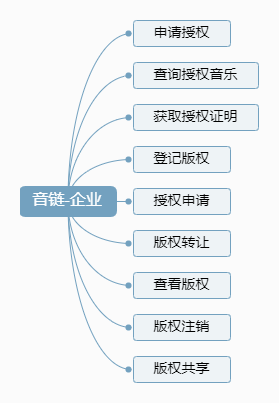 申请授权
查询授权音乐
获取授权证明
登记版权
音链-企业
授权申请
版权转让
查看版权
版权注销
版权共享